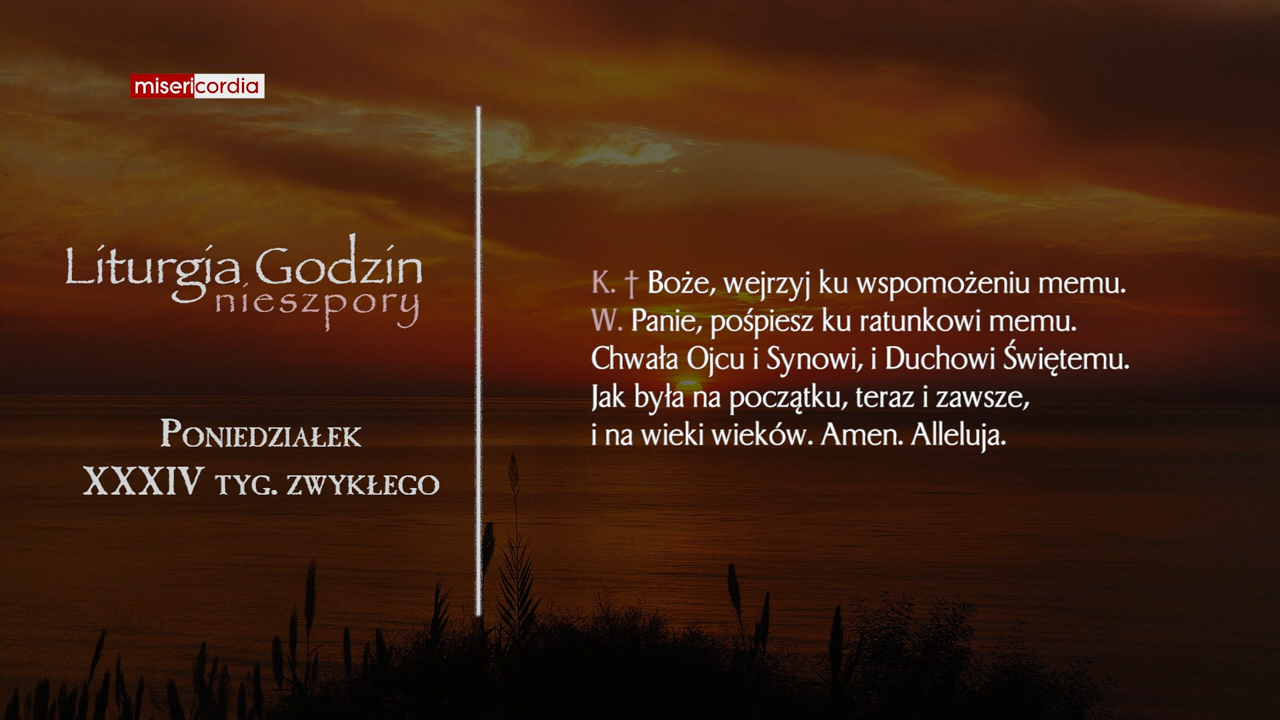 misericordia
Liturgia Godzin
nieszpory
Poniedziałek
XXXIV tyg. zwykłego
K. † Boże, wejrzyj ku wspomożeniu memu.
W. Panie, pośpiesz ku ratunkowi memu.
Chwała Ojcu i Synowi, i Duchowi Świętemu.
Jak była na początku, teraz i zawsze,
i na wieki wieków. Amen. Alleluja.